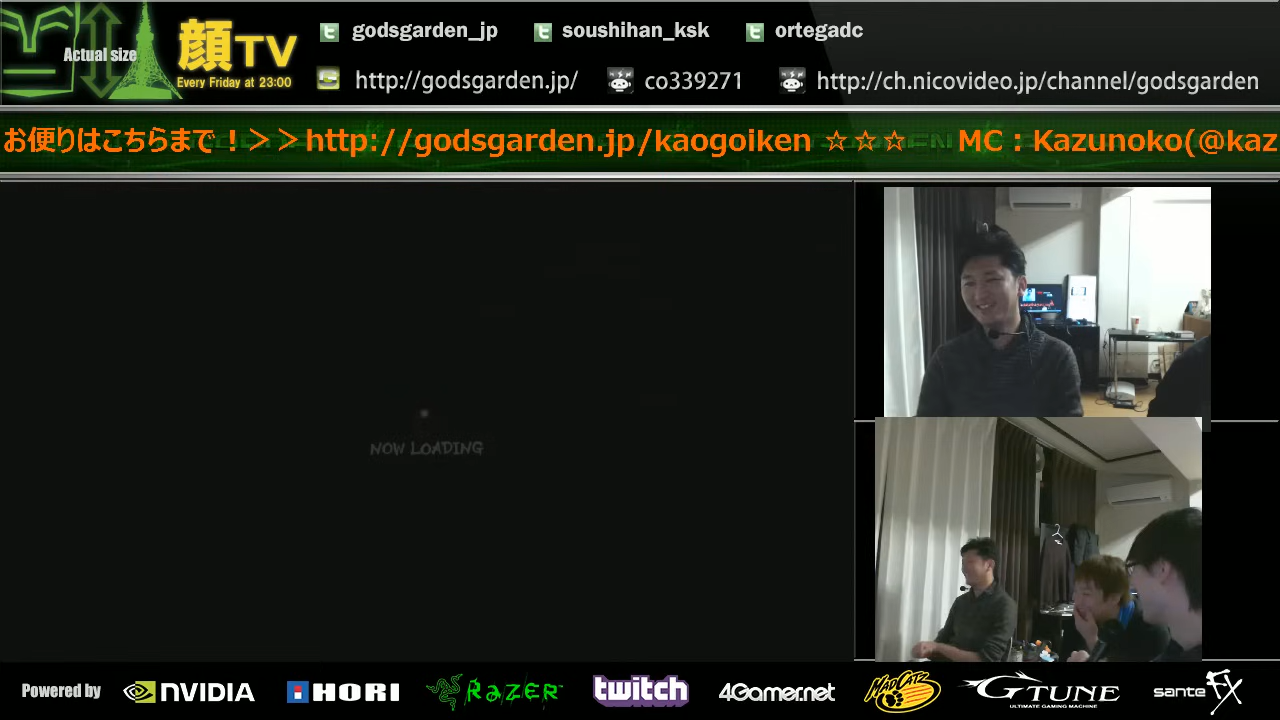 Actual size
顔TV
Every Friday at 23:00
godsgarden_jp soushihan_ksk ortegadc
http://godsgarden.jp/ co339271 http://ch.nicovideo.jp/channel/godsgarden
お便りはこちらまで！＞＞http://godsgarden.jp/kaogoiken ☆☆☆ MC：Kazunoko(@kaz
NOW LOADING
Powered by NVIDIA HORI RAZER twitch 4Gamer.net MADCATZ G TUNE ULTIMATE GAMING MACHINE sante FX